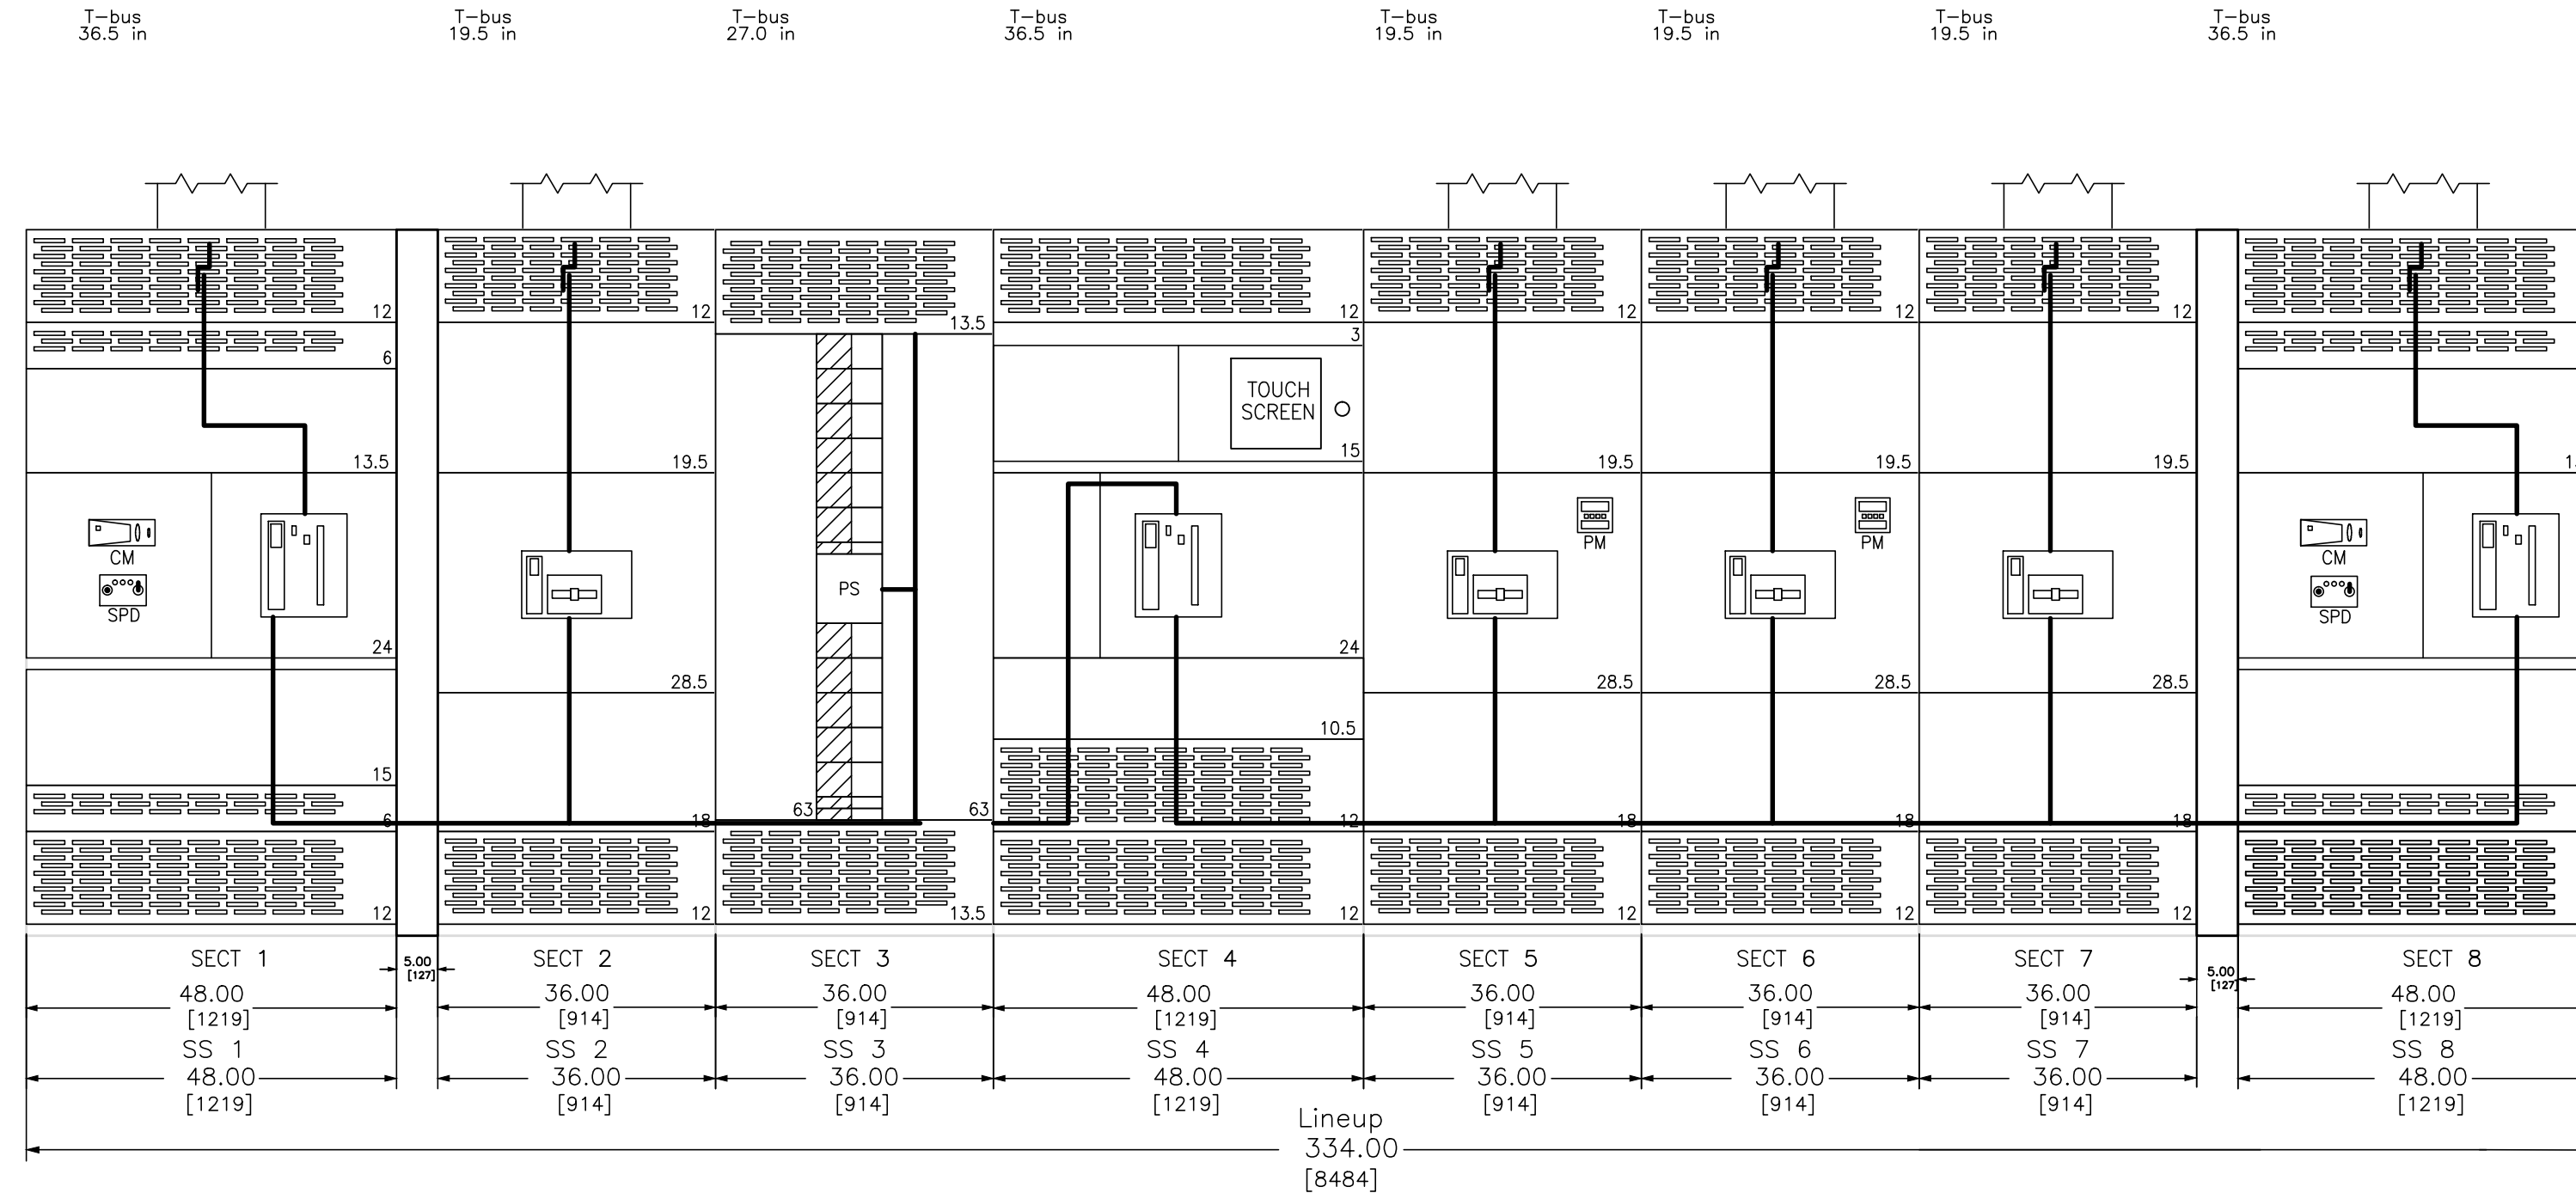 T-bus
36.5 in
T-bus
19.5 in
T-bus
27.0 in
T-bus
36.5 in
T-bus
19.5 in
T-bus
19.5 in
T-bus
19.5 in
T-bus
36.5 in
12
6
13.5
CM
SPD
24
15
6
12
12
19.5
28.5
18
12
13.5
PS
63
63
13.5
12
3
TOUCH
SCREEN
15
24
10.5
12
12
12
19.5
PM
28.5
18
12
12
19.5
PM
28.5
18
12
12
19.5
28.5
18
12
CM
SPD
SECT 1
5.00
[127]
SECT 2
SECT 3
SECT 4
SECT 5
SECT 6
SECT 7
5.00
[127]
SECT 8
48.00
[1219]
36.00
[914]
36.00
[914]
48.00
[1219]
36.00
[914]
36.00
[914]
36.00
[914]
48.00
[1219]
SS 1
48.00
[1219]
SS 2
36.00
[914]
SS 3
36.00
[914]
SS 4
48.00
[1219]
SS 5
36.00
[914]
SS 6
36.00
[914]
SS 7
36.00
[914]
SS 8
48.00
[1219]
Lineup
334.00
[8484]